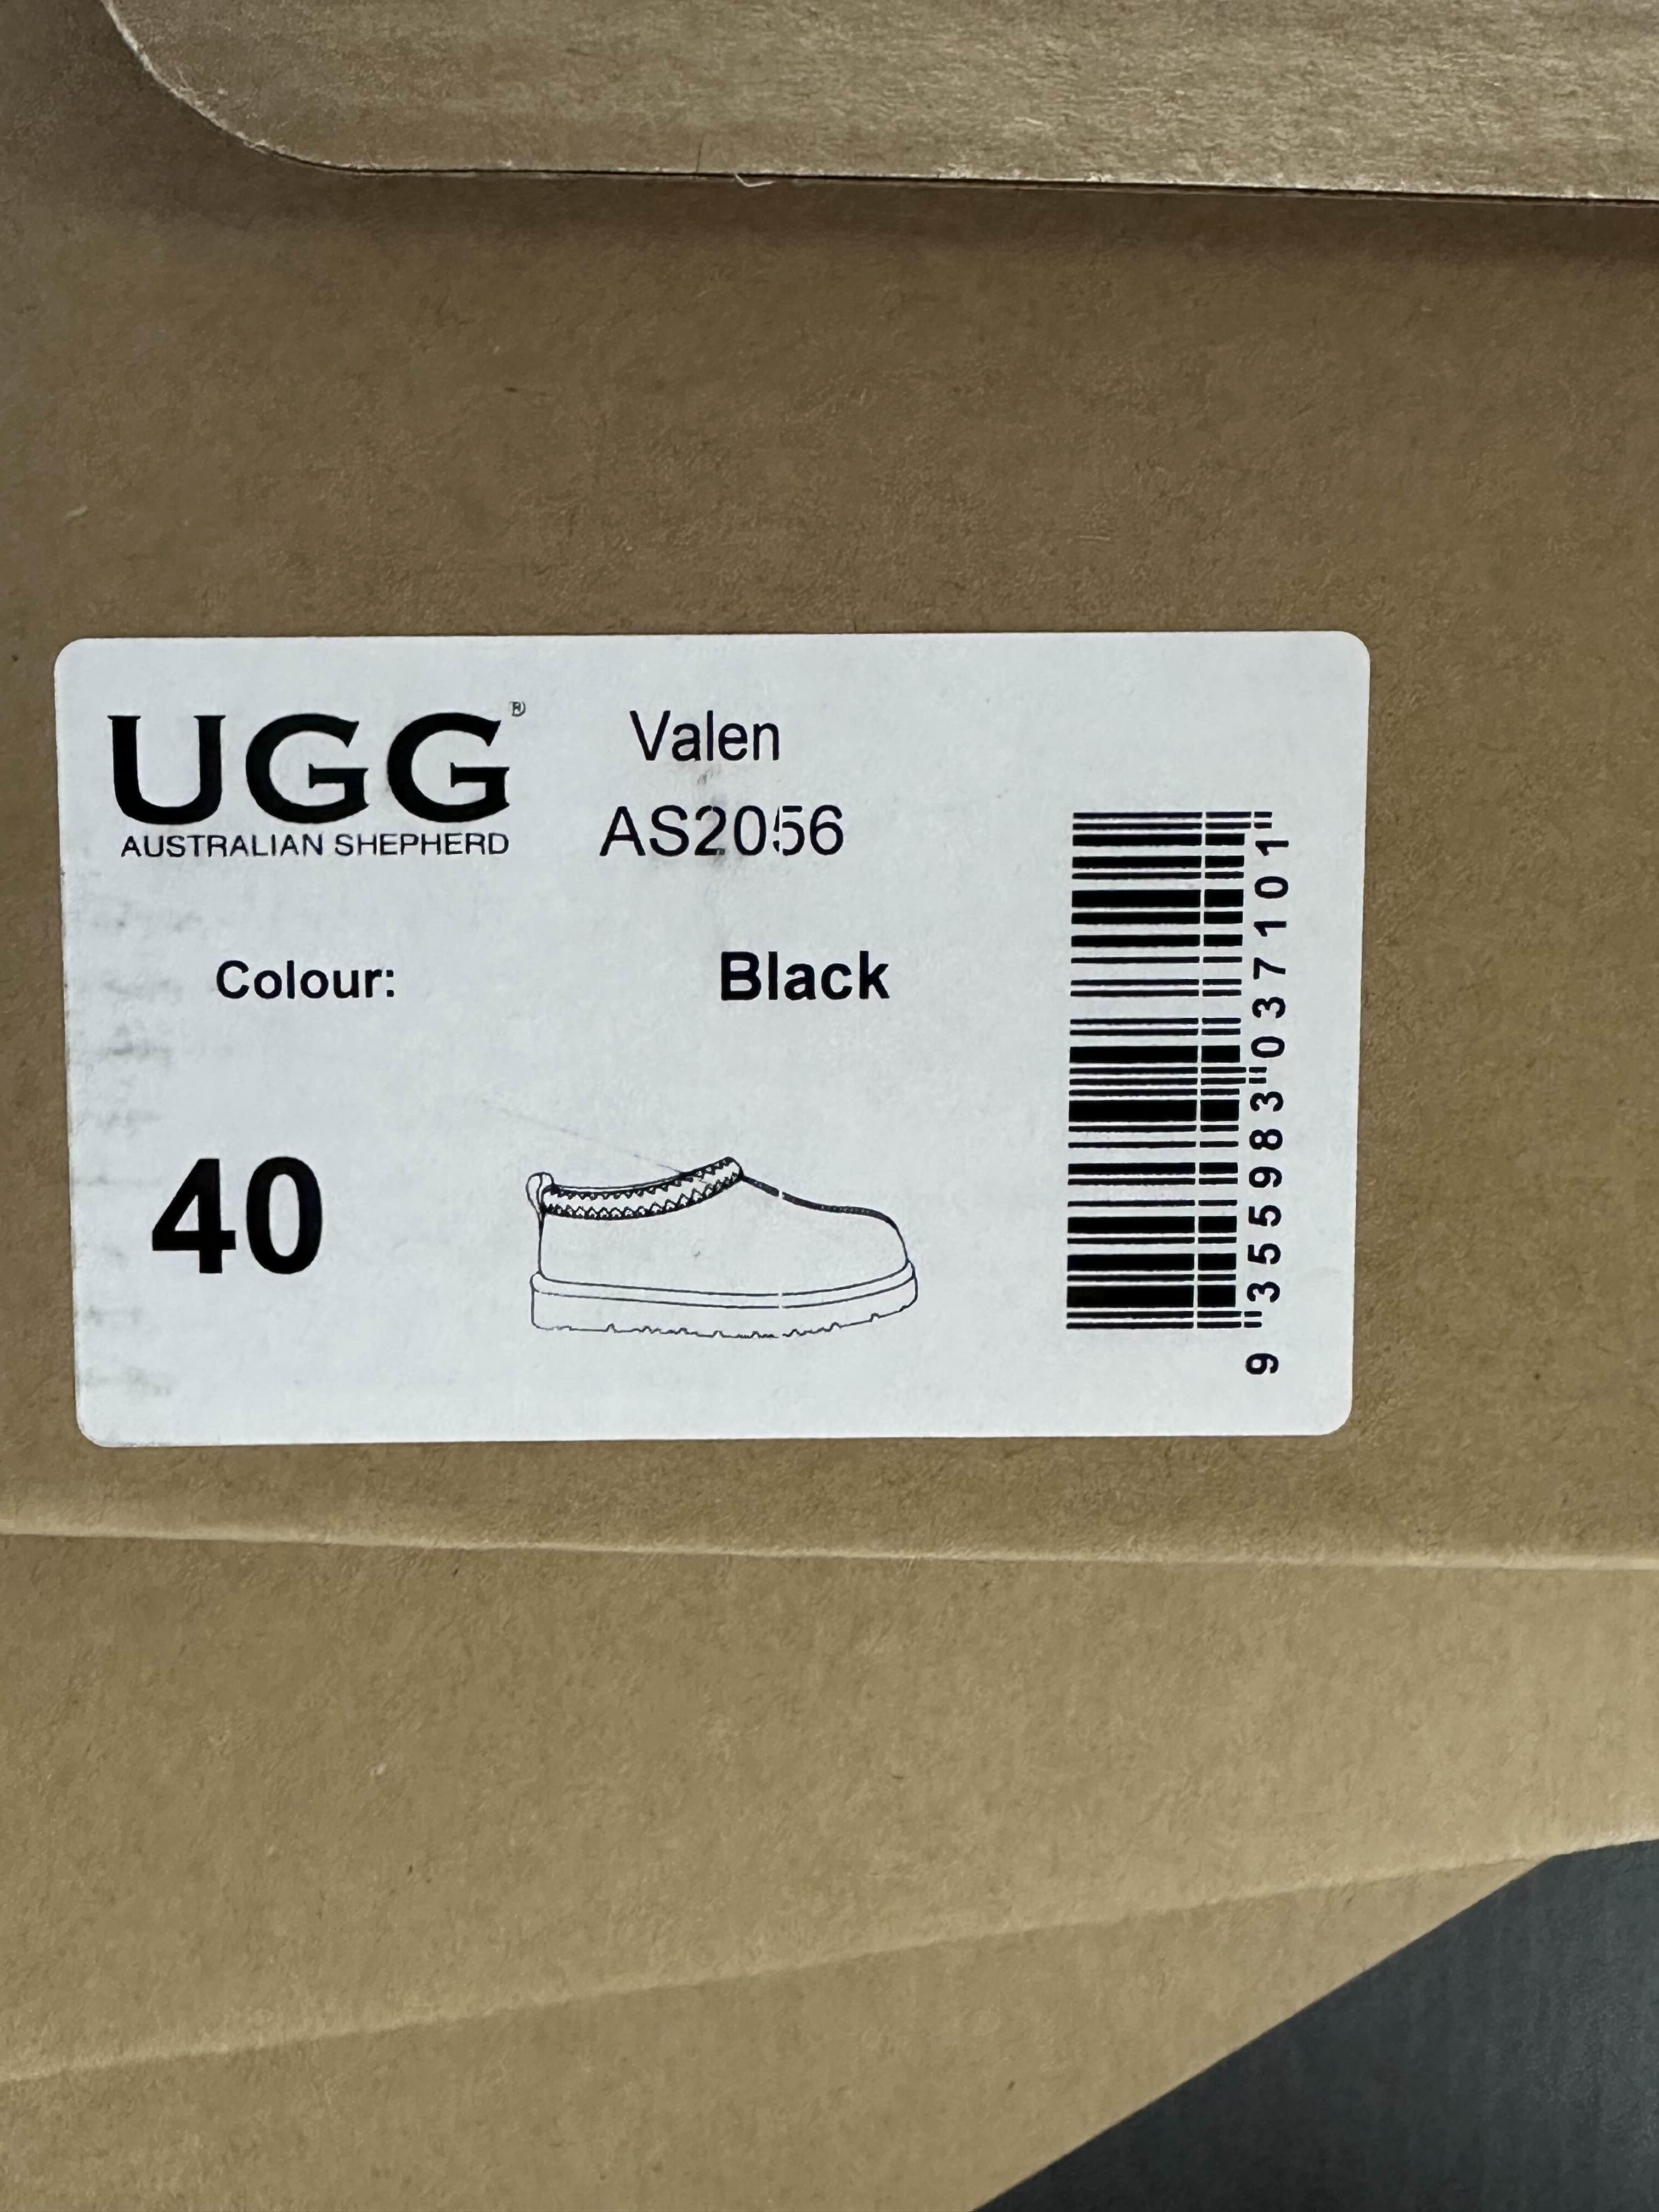 UGG®
AUSTRALIAN SHEPHERD
Valen
AS2056
Colour: Black
40
9 355983 037101